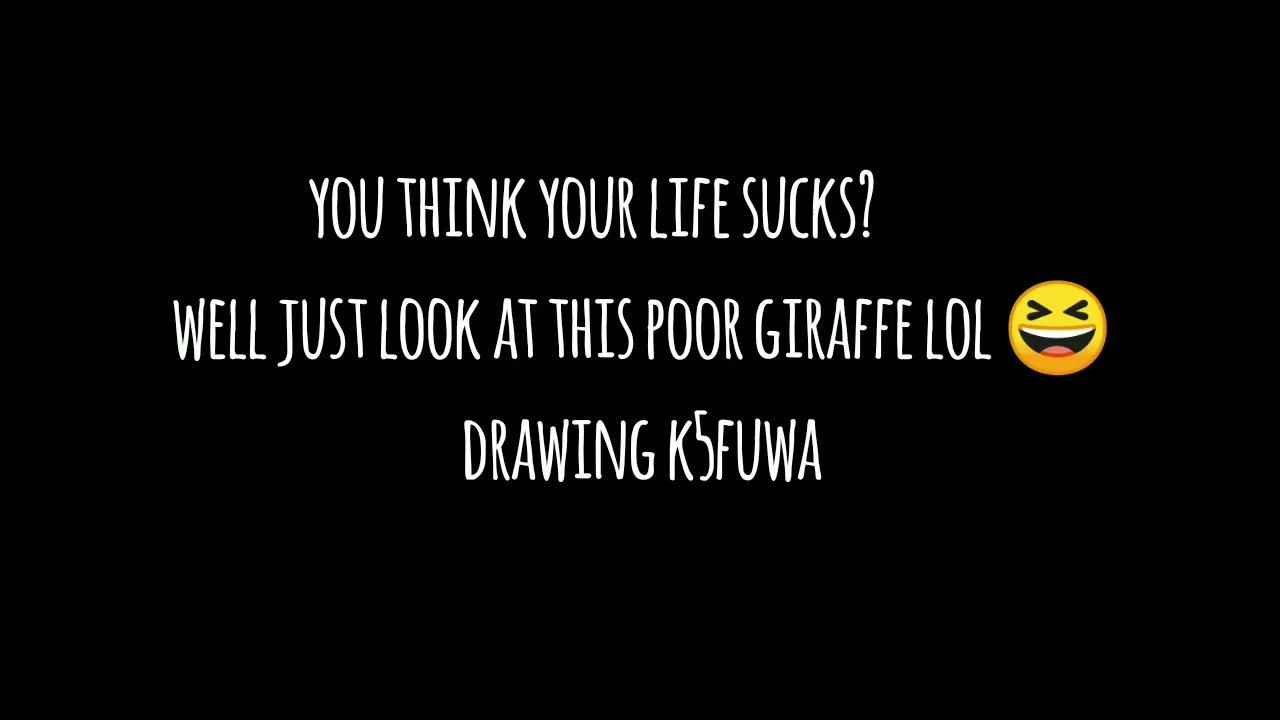 YOU THINK YOUR LIFE SUCKS?
WELL JUST LOOK AT THIS POOR GIRAFFE LOL 😆
DRAWING K5FUWA